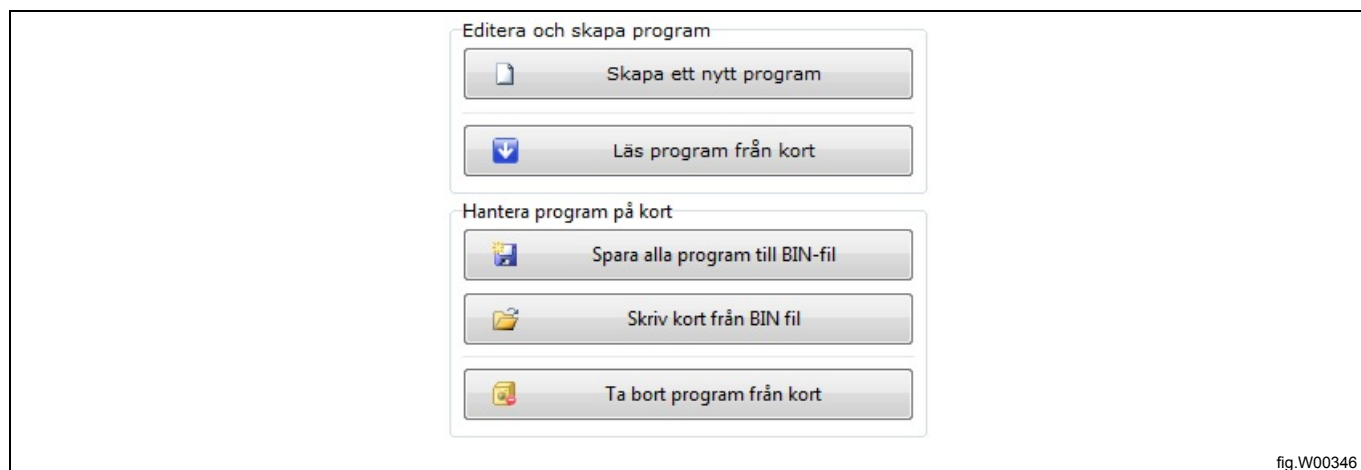 Editera och skapa program
Skapa ett nytt program
Läs program från kort
Hantera program på kort
Spara alla program till BIN-fil
Skriv kort från BIN fil
Ta bort program från kort
fig.W00346